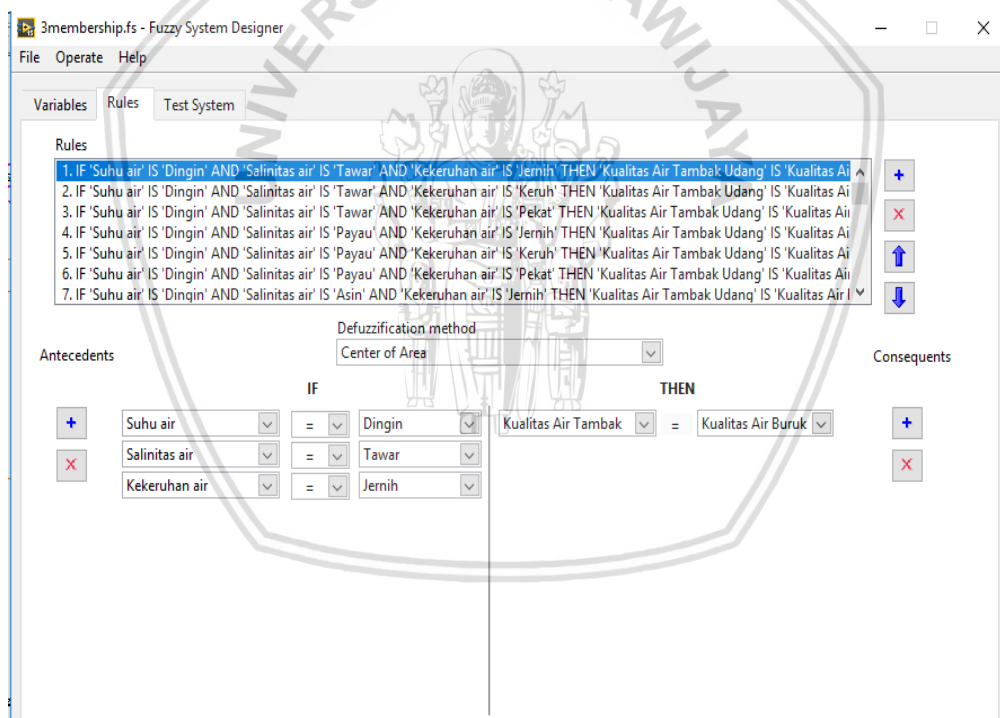 3membership.fs - Fuzzy System Designer
File Operate Help
Variables Rules Test System
Rules
1. IF 'Suhu air' IS 'Dingin' AND 'Salinitas air' IS 'Tawar' AND 'Kekeruhan air' IS 'Jernih' THEN 'Kualitas Air Tambak Udang' IS 'Kualitas Ai
2. IF 'Suhu air' IS 'Dingin' AND 'Salinitas air' IS 'Tawar' AND 'Kekeruhan air' IS 'Keruh' THEN 'Kualitas Air Tambak Udang' IS 'Kualitas Ai
3. IF 'Suhu air' IS 'Dingin' AND 'Salinitas air' IS 'Tawar' AND 'Kekeruhan air' IS 'Pekat' THEN 'Kualitas Air Tambak Udang' IS 'Kualitas Air
4. IF 'Suhu air' IS 'Dingin' AND 'Salinitas air' IS 'Payau' AND 'Kekeruhan air' IS 'Jernih' THEN 'Kualitas Air Tambak Udang' IS 'Kualitas Ai
5. IF 'Suhu air' IS 'Dingin' AND 'Salinitas air' IS 'Payau' AND 'Kekeruhan air' IS 'Keruh' THEN 'Kualitas Air Tambak Udang' IS 'Kualitas Ai
6. IF 'Suhu air' IS 'Dingin' AND 'Salinitas air' IS 'Payau' AND 'Kekeruhan air' IS 'Pekat' THEN 'Kualitas Air Tambak Udang' IS 'Kualitas Air
7. IF 'Suhu air' IS 'Dingin' AND 'Salinitas air' IS 'Asin' AND 'Kekeruhan air' IS 'Jernih' THEN 'Kualitas Air Tambak Udang' IS 'Kualitas Air
Defuzzification method
Center of Area
Antecedents
Consequents
IF THEN
Suhu air = Dingin Kualitas Air Tambak = Kualitas Air Buruk
Salinitas air = Tawar
Kekeruhan air = Jernih